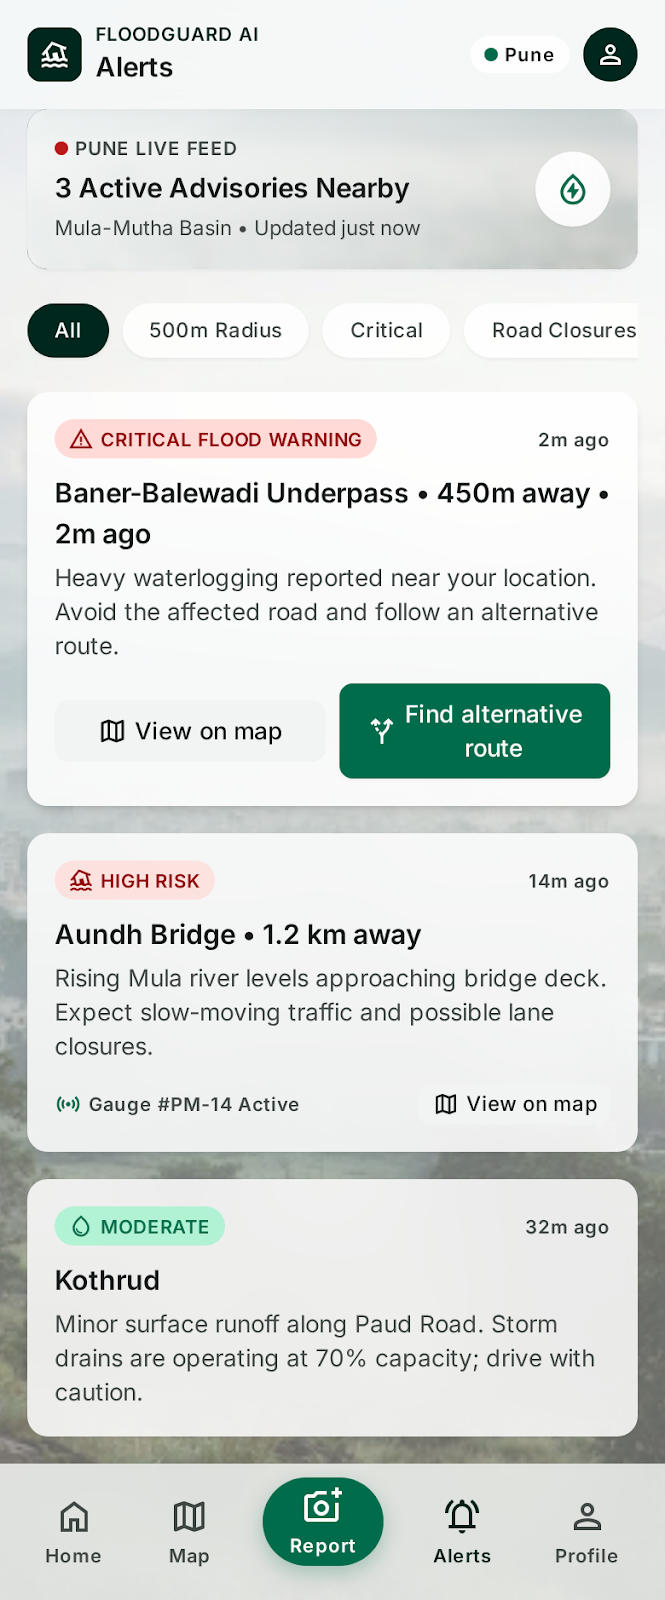 FLOODGUARD AI
Alerts
Pune
PUNE LIVE FEED
3 Active Advisories Nearby
Mula-Mutha Basin • Updated just now
All
500m Radius
Critical
Road Closures
CRITICAL FLOOD WARNING
2m ago
Baner-Balewadi Underpass • 450m away •
2m ago
Heavy waterlogging reported near your location.
Avoid the affected road and follow an alternative
route.
View on map
Find alternative
route
HIGH RISK
14m ago
Aundh Bridge • 1.2 km away
Rising Mula river levels approaching bridge deck.
Expect slow-moving traffic and possible lane
closures.
Gauge #PM-14 Active
View on map
MODERATE
32m ago
Kothrud
Minor surface runoff along Paud Road. Storm
drains are operating at 70% capacity; drive with
caution.
Home
Map
Report
Alerts
Profile